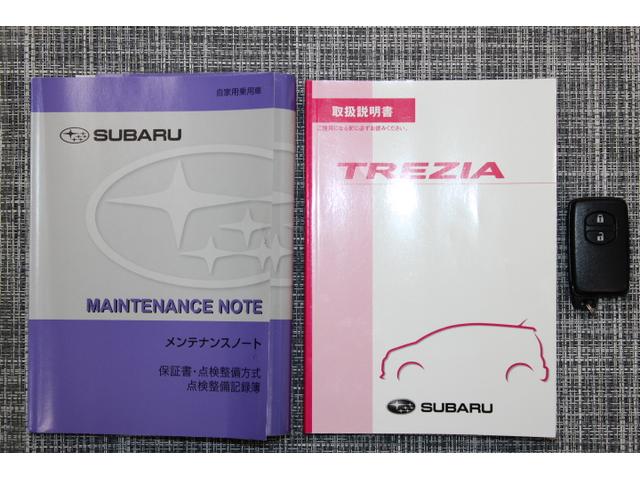 自家用乗用車
SUBARU
MAINTENANCE NOTE
メンテナンスノート
保証書・点検整備方式
点検整備記録簿
取扱説明書
ご使用になる前に必ずお読みください。
TREZIA
SUBARU